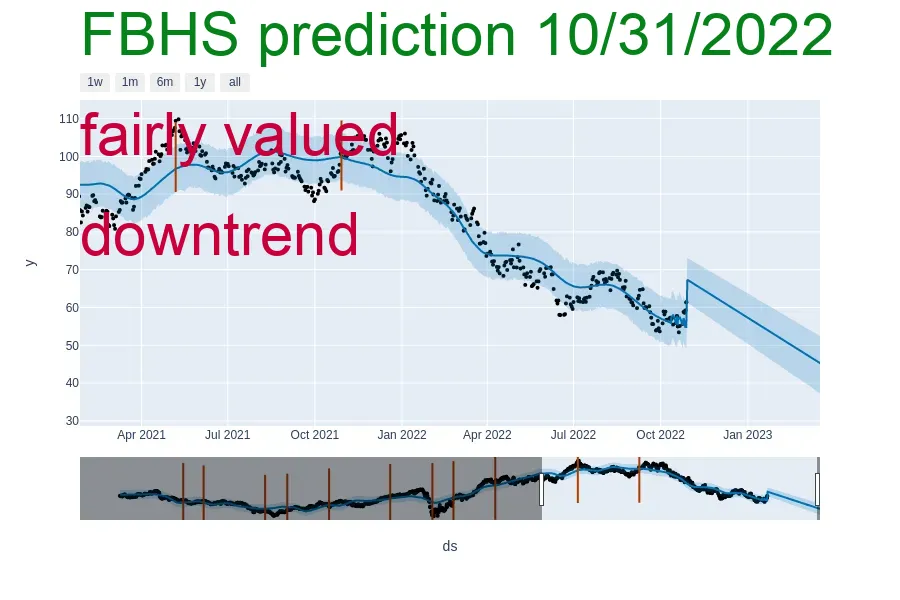 FBHS prediction 10/31/2022
1w 1m 6m 1y all
fairly valued
downtrend
110
100
90
80
70
60
50
40
30
y
Apr 2021 Jul 2021 Oct 2021 Jan 2022 Apr 2022 Jul 2022 Oct 2022 Jan 2023
ds